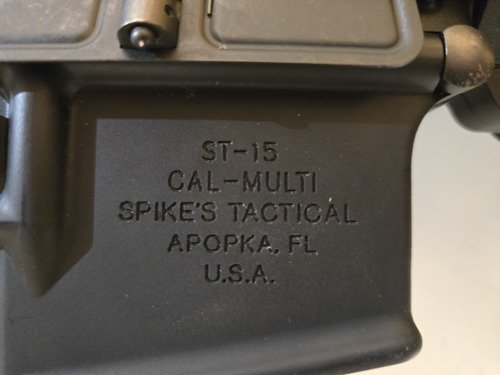 ST-15
CAL-MULTI
SPIKE'S TACTICAL
APOPKA, FL
U.S.A.